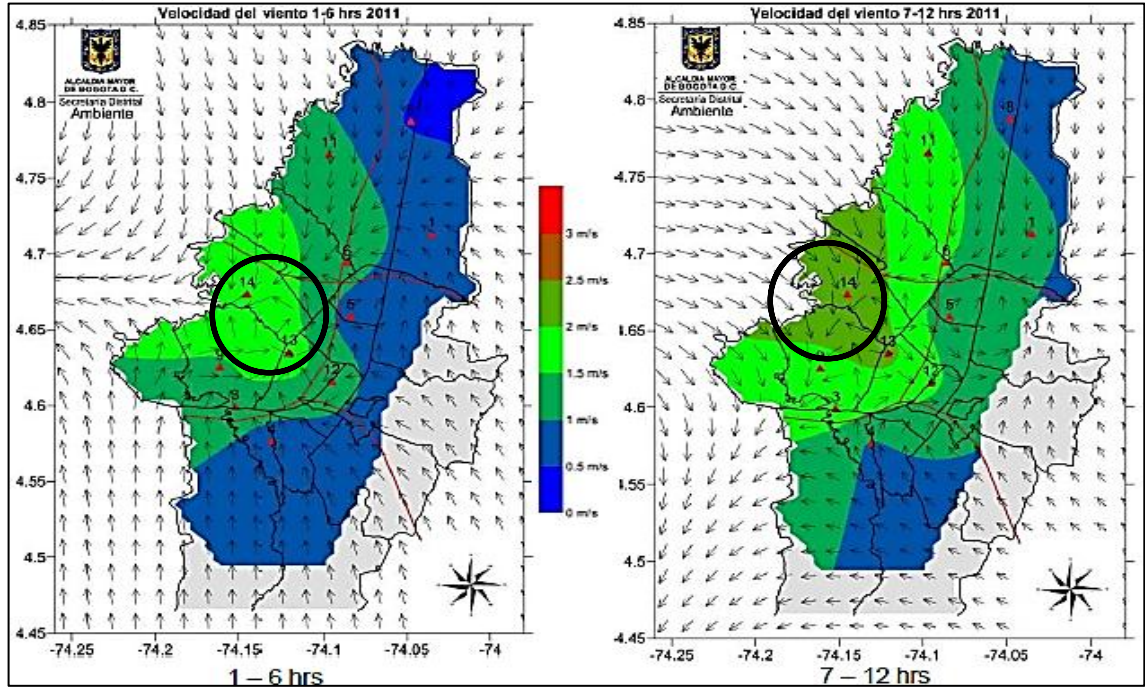 Velocidad del viento 1-6 hrs 2011
4.85
4.8
4.75
4.7
4.65
4.6
4.55
4.5
4.45
-74.25
-74.2
-74.15
-74.1
-74.05
-74
ALCALDIA MAYOR
DE BOGOTA D.C.
Secretaría Distrital
Ambiente
11
1
6
14
5
13
9
12
3
1 – 6 hrs
3 m/s
2.5 m/s
2 m/s
1.5 m/s
1 m/s
0.5 m/s
0 m/s
Velocidad del viento 7-12 hrs 2011
4.85
4.8
4.75
4.7
4.65
4.6
4.55
4.5
4.45
-74.25
-74.2
-74.15
-74.1
-74.05
-74
ALCALDIA MAYOR
DE BOGOTA D.C.
Secretaría Distrital
Ambiente
8
11
1
6
14
5
13
9
12
3
7 – 12 hrs